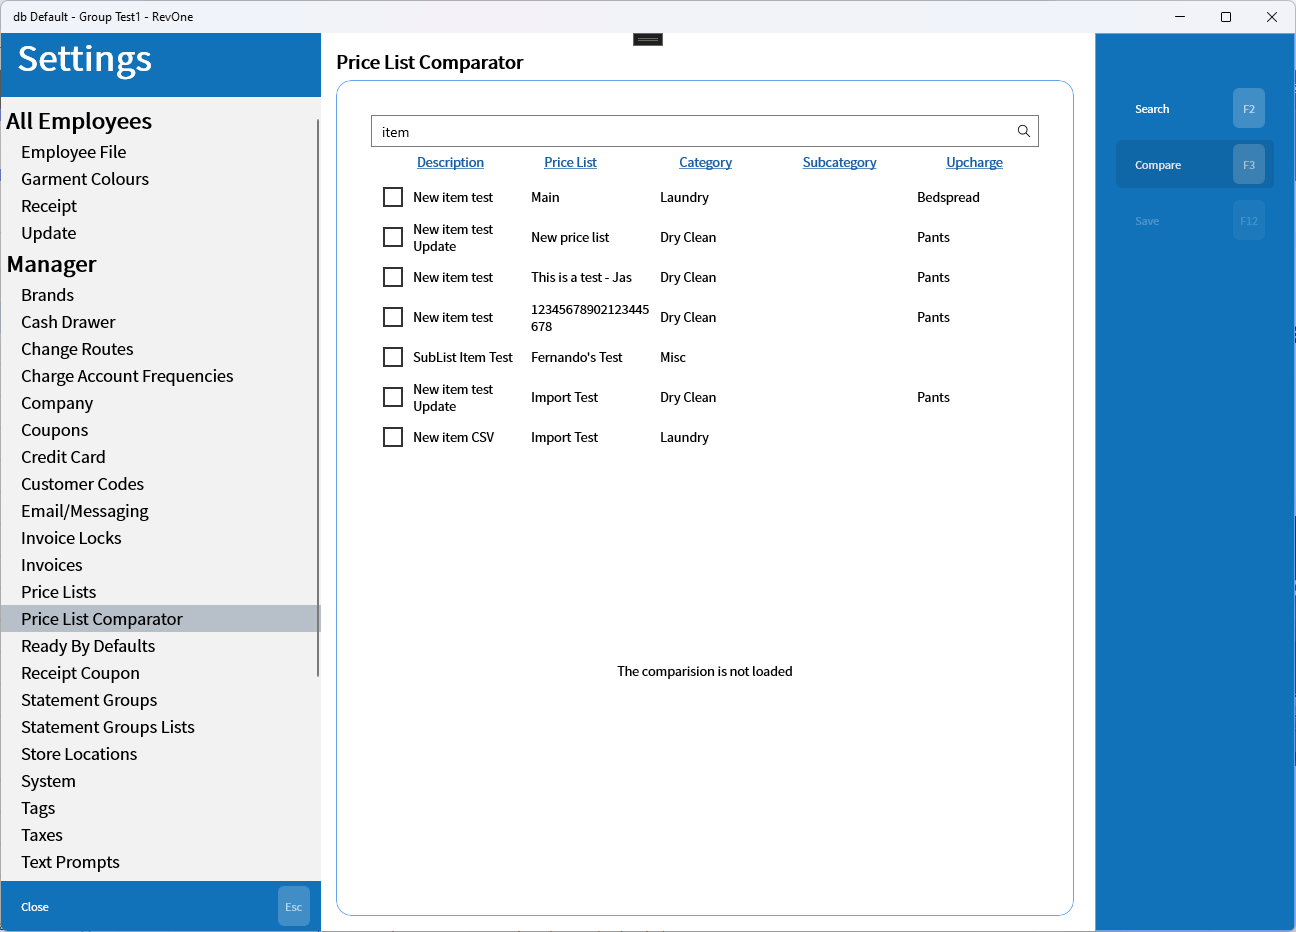 db Default - Group Test1 - RevOne
Settings
All Employees
Employee File
Garment Colours
Receipt
Update
Manager
Brands
Cash Drawer
Change Routes
Charge Account Frequencies
Company
Coupons
Credit Card
Customer Codes
Email/Messaging
Invoice Locks
Invoices
Price Lists
Price List Comparator
Ready By Defaults
Receipt Coupon
Statement Groups
Statement Groups Lists
Store Locations
System
Tags
Taxes
Text Prompts
Close Esc
Price List Comparator
item
Description Price List Category Subcategory Upcharge
New item test Main Laundry Bedspread
New item test
Update New price list Dry Clean Pants
New item test This is a test - Jas Dry Clean Pants
New item test 12345678902123445
678 Dry Clean Pants
SubList Item Test Fernando's Test Misc
New item test
Update Import Test Dry Clean Pants
New item CSV Import Test Laundry
The comparision is not loaded
Search F2
Compare F3
Save F12